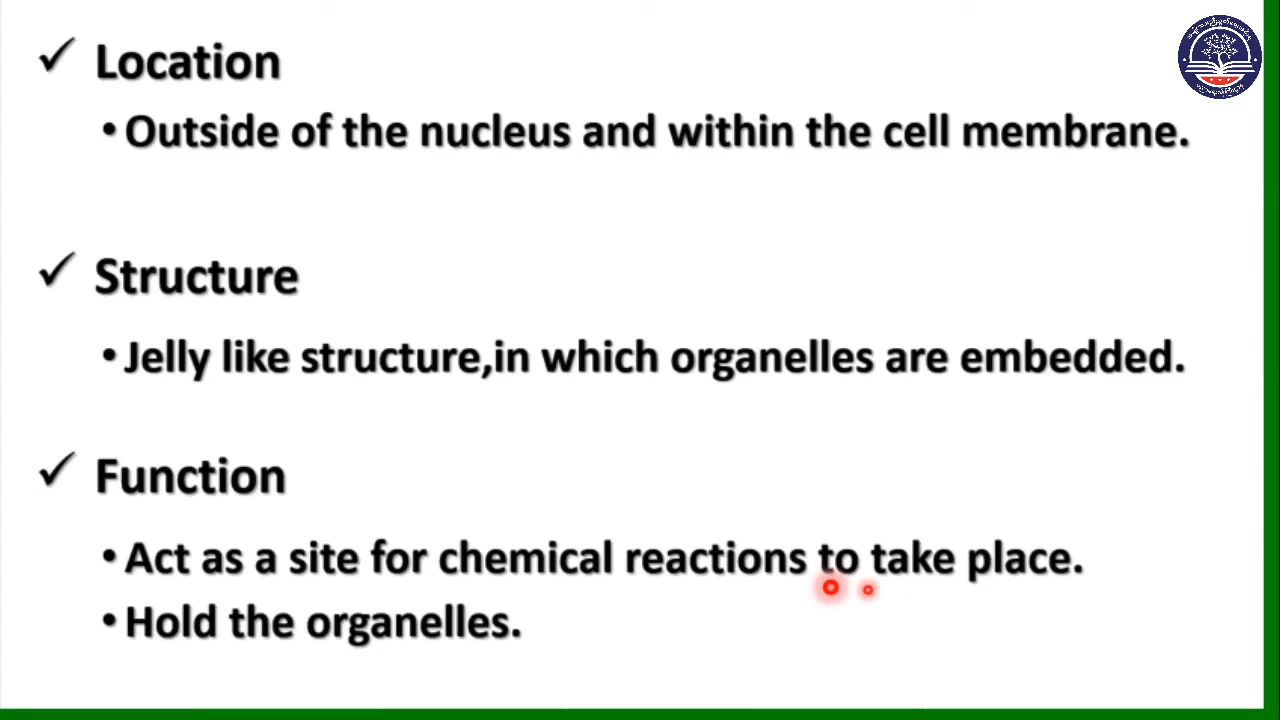 ✓ Location
• Outside of the nucleus and within the cell membrane.
✓ Structure
• Jelly like structure,in which organelles are embedded.
✓ Function
• Act as a site for chemical reactions to take place.
• Hold the organelles.